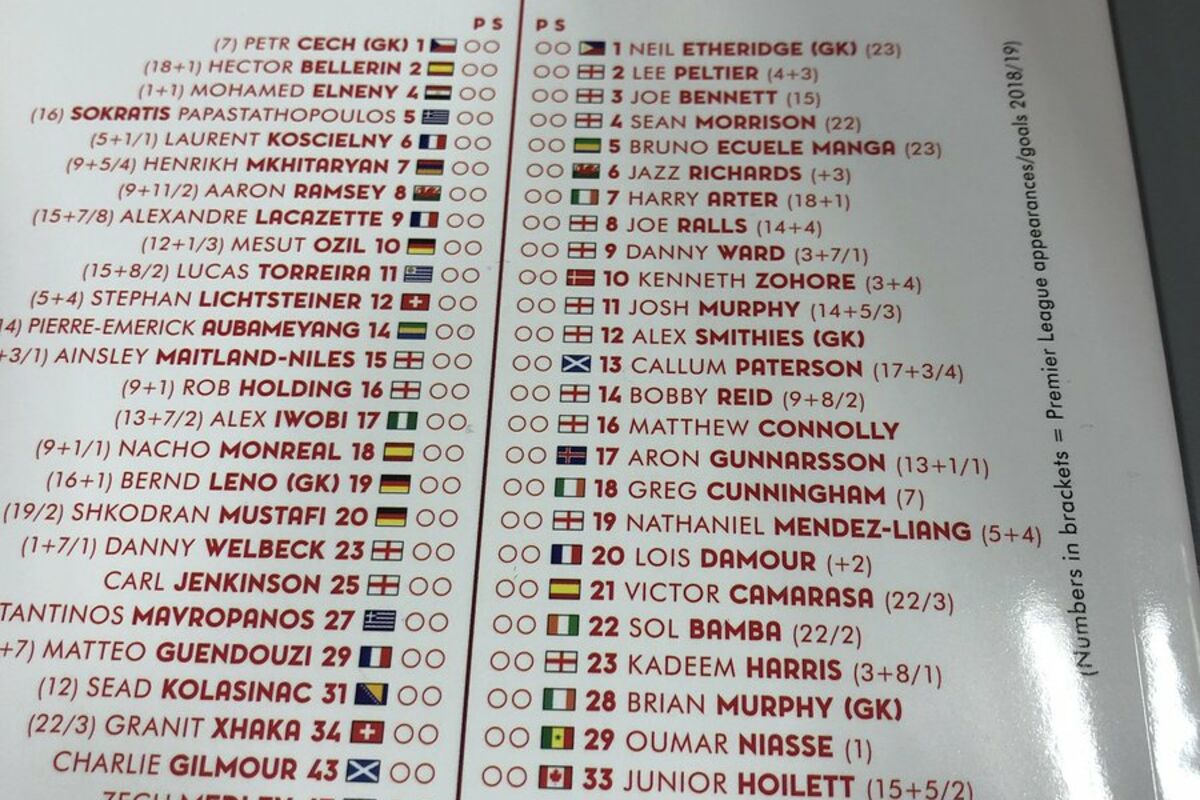 P S
(7) PETR CECH (GK) 1
(18+1) HECTOR BELLERIN 2
(1+1) MOHAMED ELNENY 4
(16) SOKRATIS PAPASTATHOPOULOS 5
(5+1/1) LAURENT KOSCIELNY 6
(9+5/4) HENRIKH MKHITARYAN 7
(9+11/2) AARON RAMSEY 8
(15+7/8) ALEXANDRE LACAZETTE 9
(12+1/3) MESUT OZIL 10
(15+8/2) LUCAS TORREIRA 11
(5+4) STEPHAN LICHTSTEINER 12
14) PIERRE-EMERICK AUBAMEYANG 14
+3/1) AINSLEY MAITLAND-NILES 15
(9+1) ROB HOLDING 16
(13+7/2) ALEX IWOBI 17
(9+1/1) NACHO MONREAL 18
(16+1) BERND LENO (GK) 19
(19/2) SHKODRAN MUSTAFI 20
(1+7/1) DANNY WELBECK 23
CARL JENKINSON 25
TANTINOS MAVROPANOS 27
+7) MATTEO GUENDOUZI 29
(12) SEAD KOLASINAC 31
(22/3) GRANIT XHAKA 34
CHARLIE GILMOUR 43
P S
1 NEIL ETHERIDGE (GK) (23)
2 LEE PELTIER (4+3)
3 JOE BENNETT (15)
4 SEAN MORRISON (22)
5 BRUNO ECUELE MANGA (23)
6 JAZZ RICHARDS (+3)
7 HARRY ARTER (18+1)
8 JOE RALLS (14+4)
9 DANNY WARD (3+7/1)
10 KENNETH ZOHORE (3+4)
11 JOSH MURPHY (14+5/3)
12 ALEX SMITHIES (GK)
13 CALLUM PATERSON (17+3/4)
14 BOBBY REID (9+8/2)
16 MATTHEW CONNOLLY
17 ARON GUNNARSSON (13+1/1)
18 GREG CUNNINGHAM (7)
19 NATHANIEL MENDEZ-LIANG (5+4)
20 LOIS DAMOUR (+2)
21 VICTOR CAMARASA (22/3)
22 SOL BAMBA (22/2)
23 KADEEM HARRIS (3+8/1)
28 BRIAN MURPHY (GK)
29 OUMAR NIASSE (1)
33 JUNIOR HOILETT (15+5/2)
(Numbers in brackets = Premier League appearances/goals 2018/19)